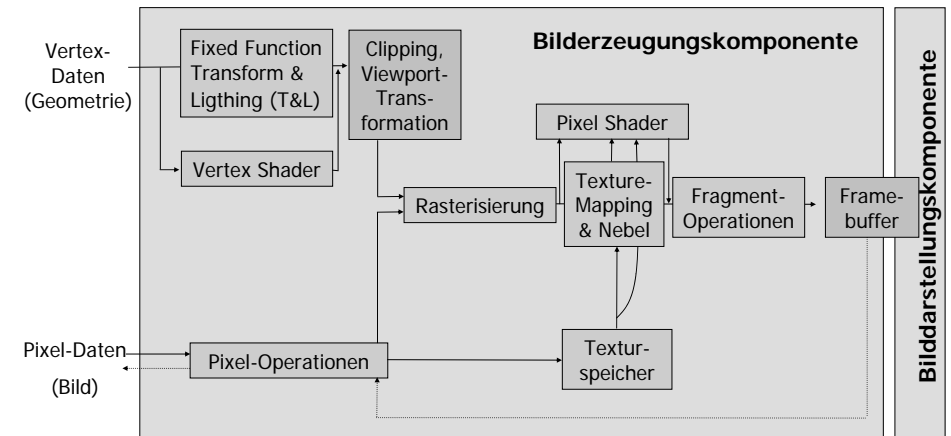 Vertex-
Daten
(Geometrie)
Fixed Function
Transform &
Ligthing (T&L)
Clipping,
Viewport-
Trans-
formation
Bilderzeugungskomponente
Vertex Shader
Pixel Shader
Rasterisierung
Texture-
Mapping
& Nebel
Fragment-
Operationen
Frame-
buffer
Pixel-Daten
(Bild)
Pixel-Operationen
Textur-
speicher
Bilddarstellungskomponente